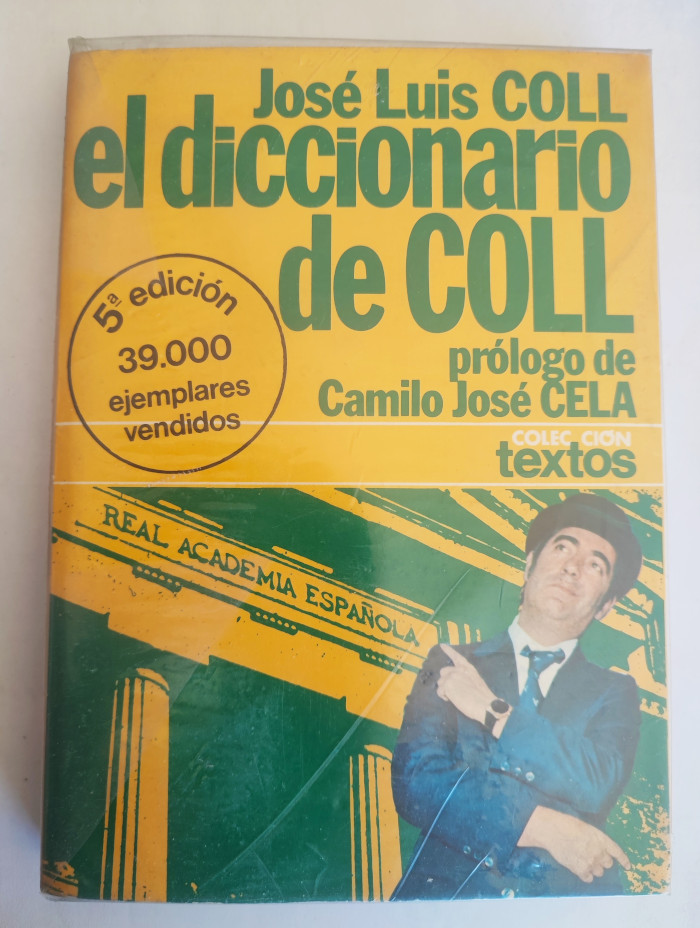 José Luis COLL
el diccionario
de COLL
5ª edición
39.000
ejemplares
vendidos
prólogo de
Camilo José CELA
COLECCIÓN
textos
REAL ACADEMIA ESPAÑOLA